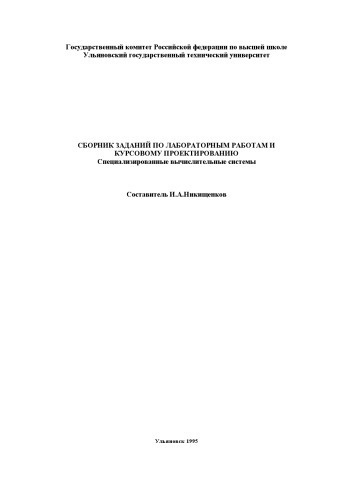 Государственный комитет Российской федерации по высшей школе
Ульяновский государственный технический университет
СБОРНИК ЗАДАНИЙ ПО ЛАБОРАТОРНЫМ РАБОТАМ И
КУРСОВОМУ ПРОЕКТИРОВАНИЮ
Специализированные вычислительные системы
Составитель И.А.Никищенков
Ульяновск 1995